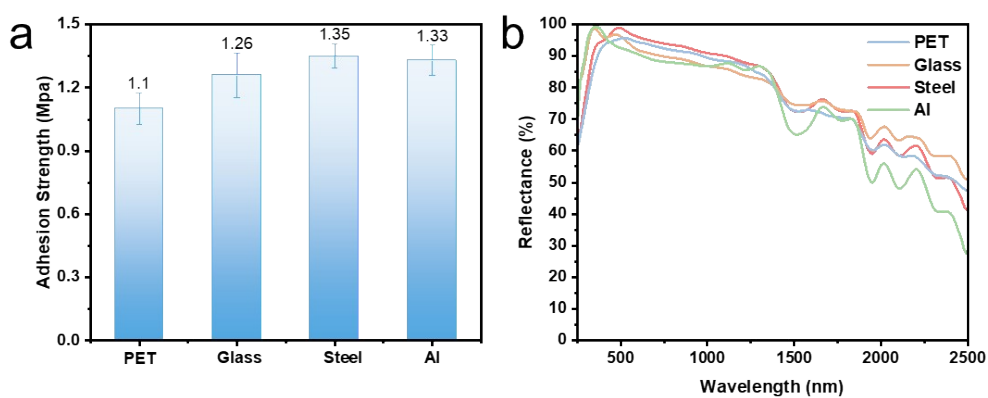 a
1.5
1.2
0.9
0.6
0.3
0.0
Adhesion Strength (Mpa)
1.1
1.26
1.35
1.33
PET
Glass
Steel
Al
b
100
90
80
70
60
50
40
30
20
10
0
Reflectance (%)
PET
Glass
Steel
Al
500
1000
1500
2000
2500
Wavelength (nm)